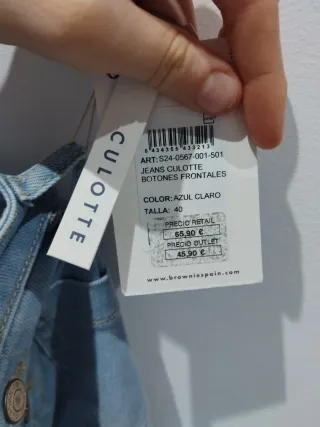 CULOTTE
8434365433213
ART: S24-0567-001-501
JEANS CULOTTE
BOTONES FRONTALES
COLOR: AZUL CLARO
TALLA: 40
PRECIO RETAIL
65,90 €
PRECIO OUTLET
45,90 €
www.browniespain.com